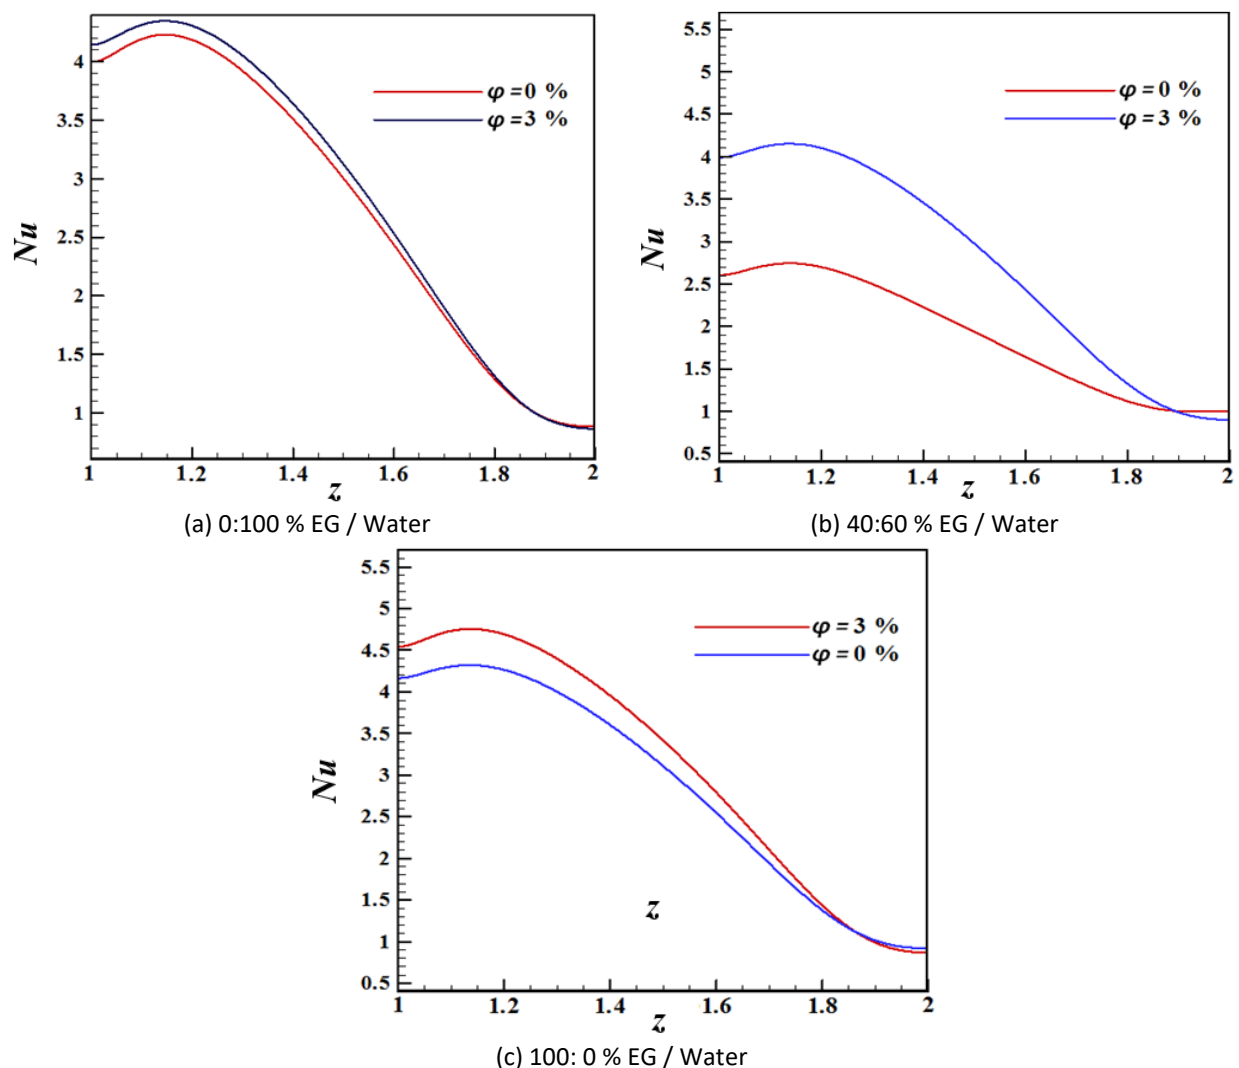 4
3.5
3
2.5
2
1.5
1
Nu
φ = 0 %
φ = 3 %
1
1.2
1.4
1.6
1.8
2
z
(a) 0:100 % EG / Water
5.5
5
4.5
4
3.5
3
2.5
2
1.5
1
0.5
Nu
φ = 0 %
φ = 3 %
1
1.2
1.4
1.6
1.8
2
z
(b) 40:60 % EG / Water
5.5
5
4.5
4
3.5
3
2.5
2
1.5
1
0.5
Nu
φ = 3 %
φ = 0 %
z
1
1.2
1.4
1.6
1.8
2
z
(c) 100: 0 % EG / Water